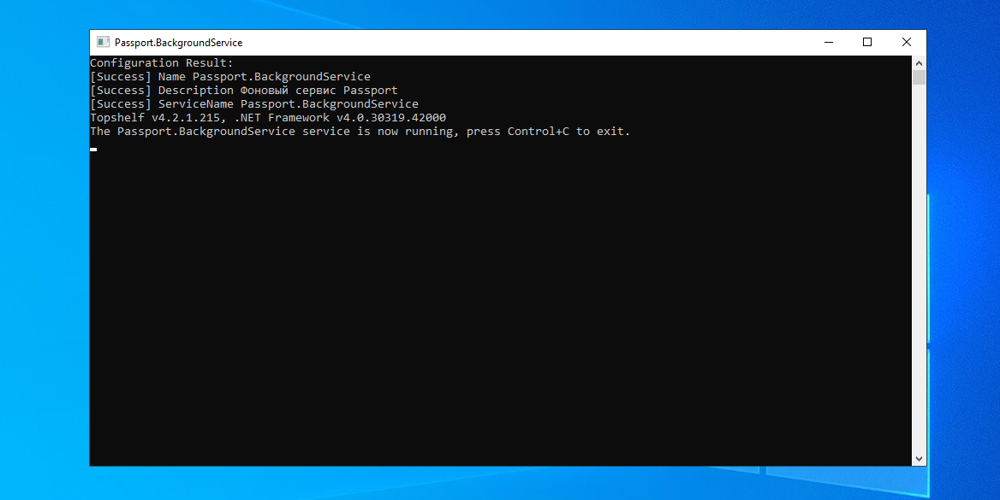 Passport.BackgroundService
Configuration Result:
[Success] Name Passport.BackgroundService
[Success] Description Фоновый сервис Passport
[Success] ServiceName Passport.BackgroundService
Topshelf v4.2.1.215, .NET Framework v4.0.30319.42000
The Passport.BackgroundService service is now running, press Control+C to exit.